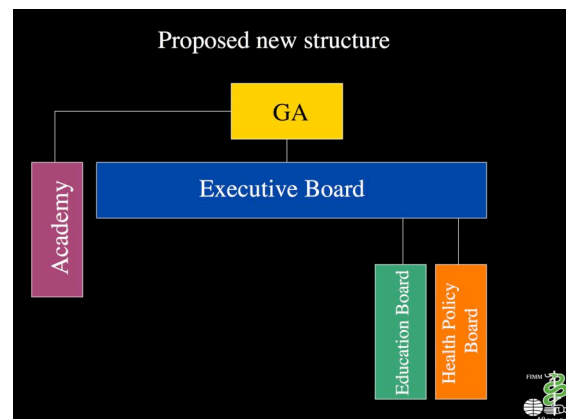 Proposed new structure
GA
Executive Board
Academy
Education Board
Health Policy
Board
FIMM